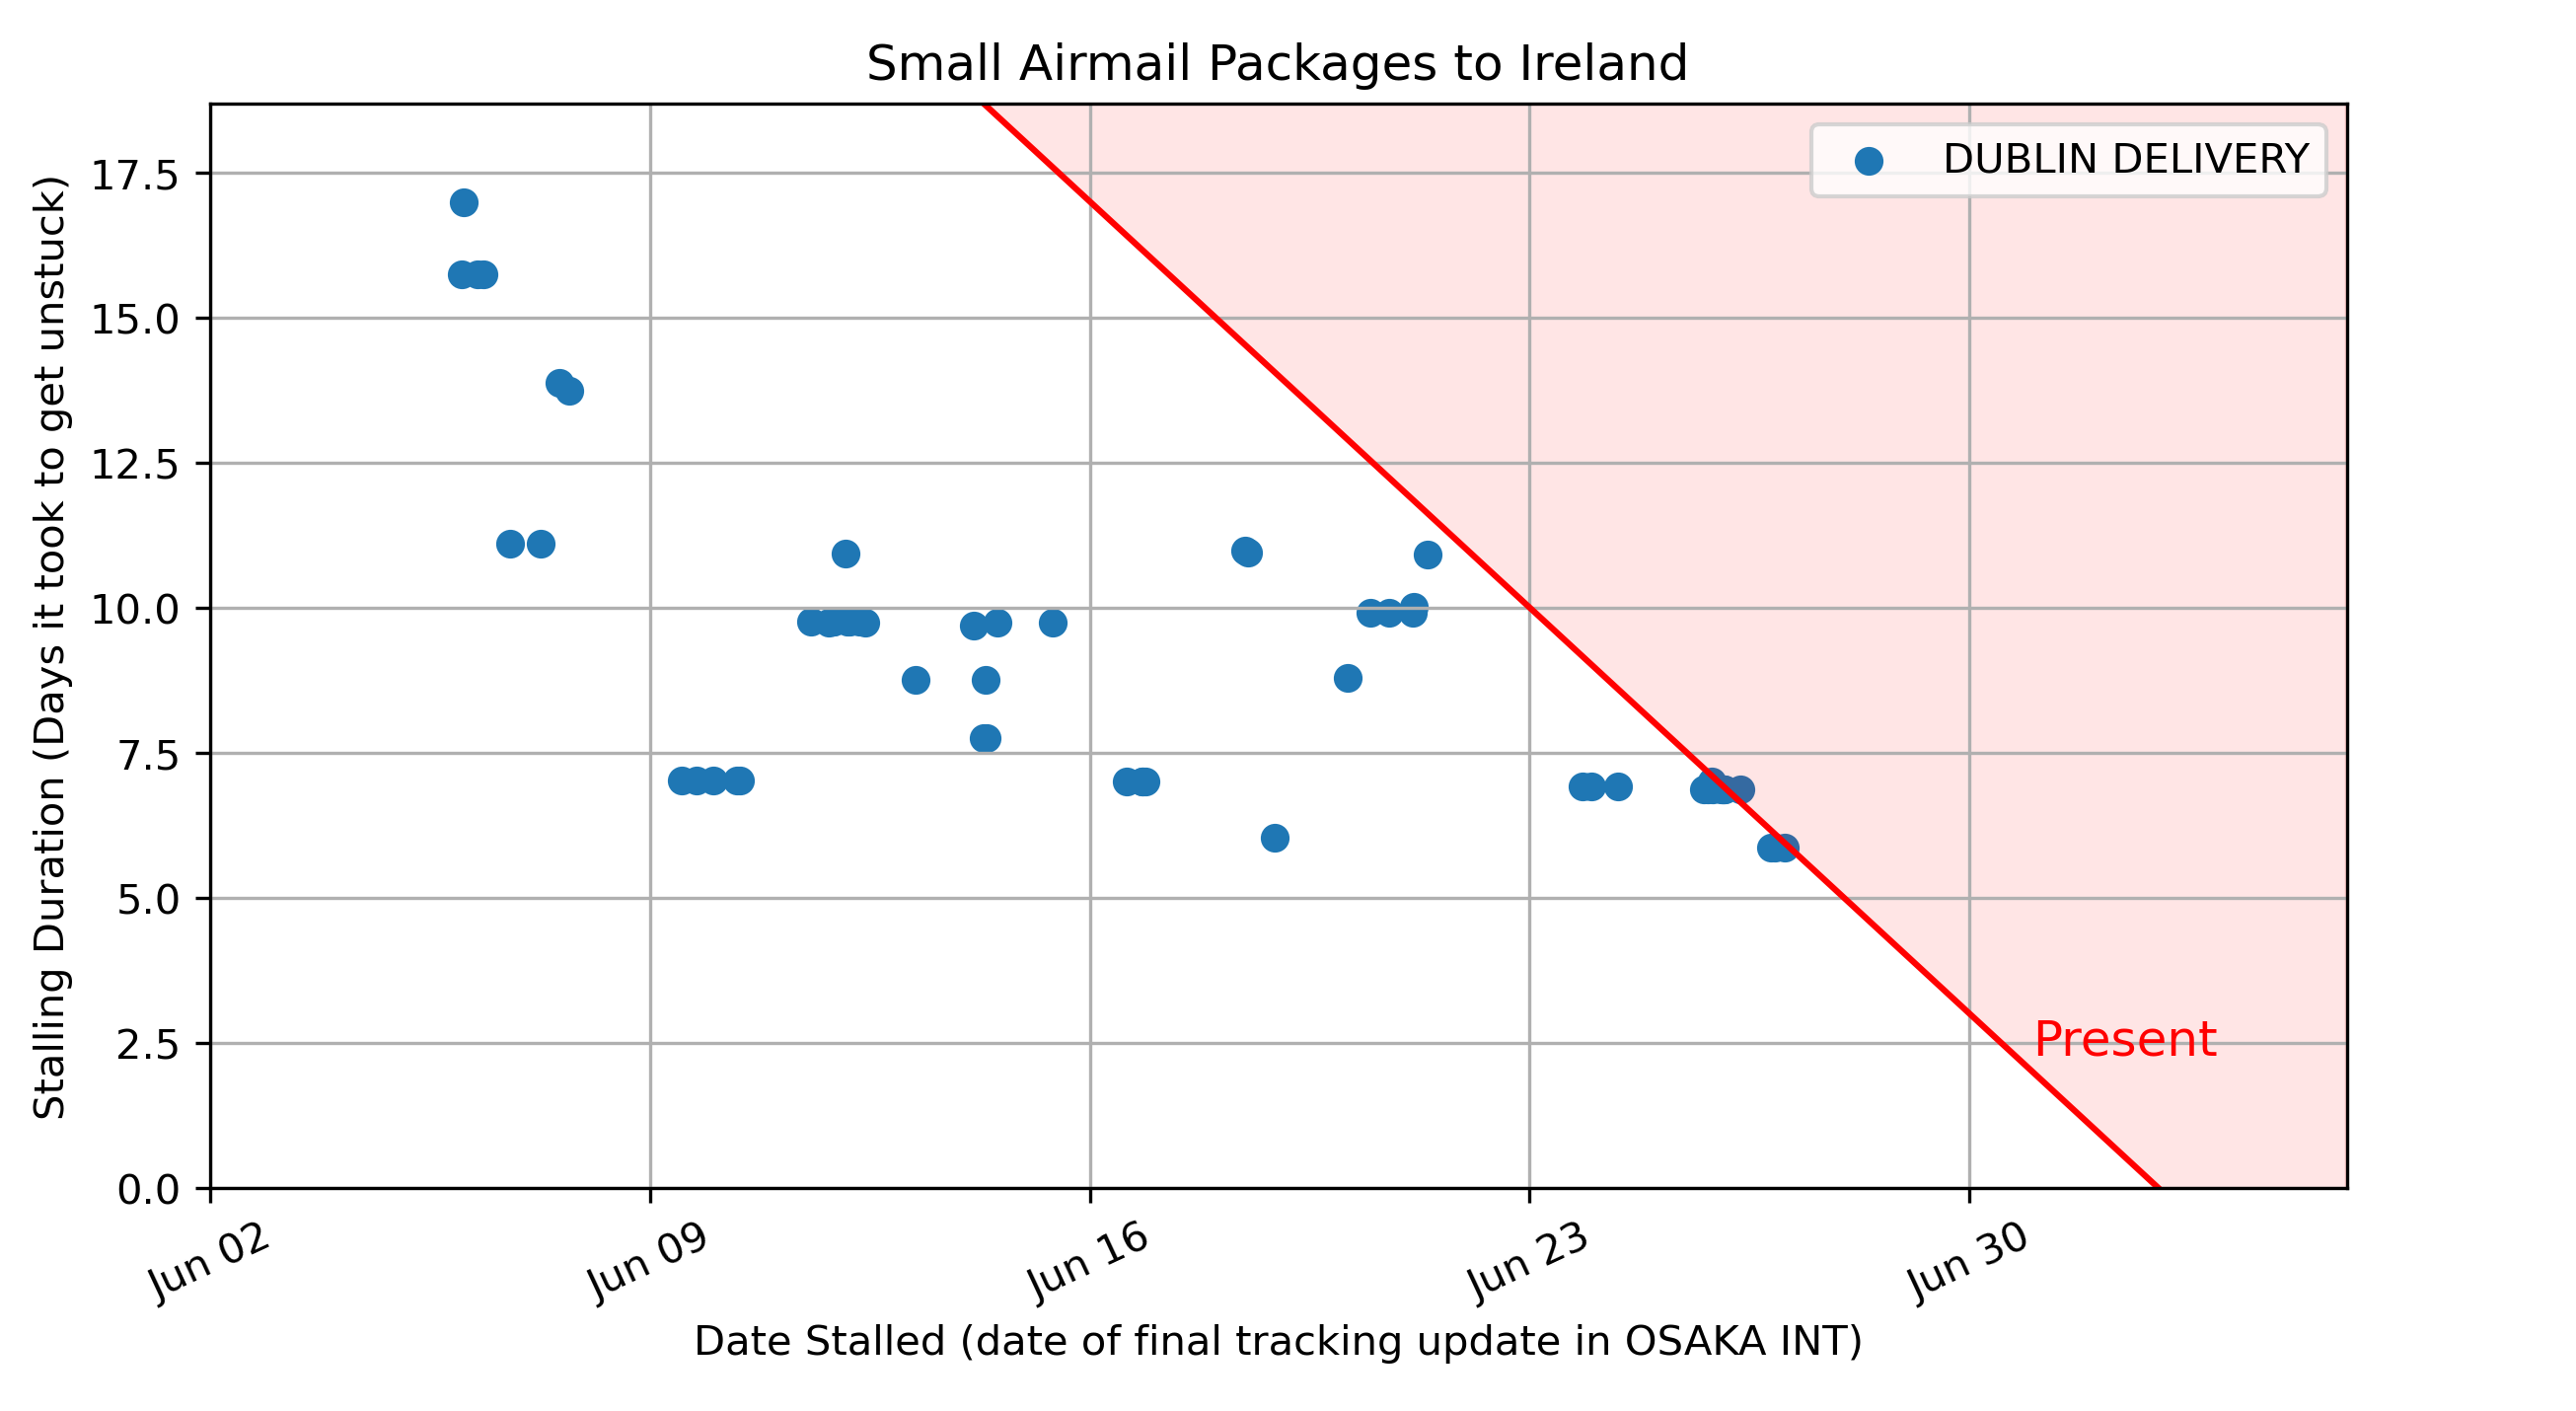 Small Airmail Packages to Ireland
DUBLIN DELIVERY
Stalling Duration (Days it took to get unstuck)
17.5
15.0
12.5
10.0
7.5
5.0
2.5
0.0
Present
Jun 02
Jun 09
Jun 16
Jun 23
Jun 30
Date Stalled (date of final tracking update in OSAKA INT)